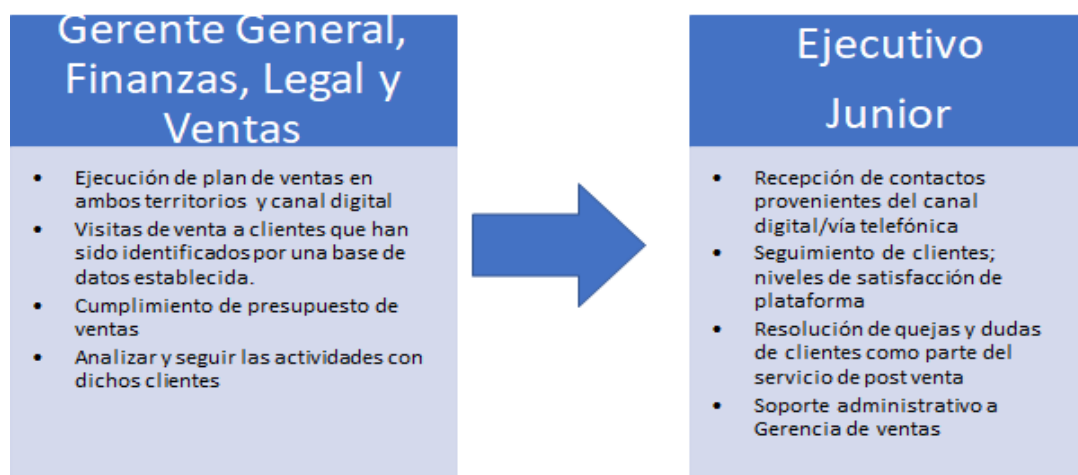 Gerente General,
Finanzas, Legal y
Ventas
• Ejecución de plan de ventas en
ambos territorios y canal digital
• Visitas de venta a clientes que han
sido identificados por una base de
datos establecida.
• Cumplimiento de presupuesto de
ventas
• Analizar y seguir las actividades con
dichos clientes
Ejecutivo
Junior
• Recepción de contactos
provenientes del canal
digital/vía telefónica
• Seguimiento de clientes;
niveles de satisfacción de
plataforma
• Resolución de quejas y dudas
de clientes como parte del
servicio de post venta
• Soporte administrativo a
Gerencia de ventas